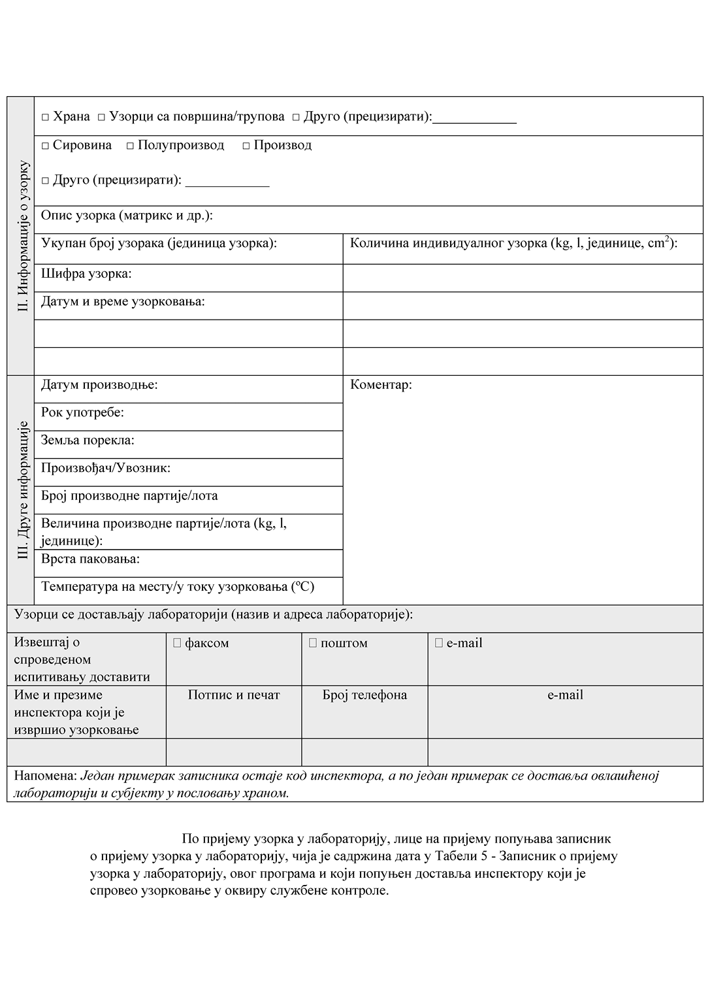 □ Храна □ Узорци са површина/трупова □ Друго (прецизирати):____________
II. Информације о узорку
□ Сировина □ Полупроизвод □ Производ
□ Друго (прецизирати): ____________
Опис узорка (матрикс и др.):
Укупан број узорака (јединица узорка): Количина индивидуалног узорка (kg, l, јединице, cm²):
Шифра узорка:
Датум и време узорковања:
III. Друге информације
Датум производње: Коментар:
Рок употребе:
Земља порекла:
Произвођач/Увозник:
Број производне партије/лота
Величина производне партије/лота (kg, l,
јединице):
Врста паковања:
Температура на месту/у току узорковања (ºC)
Узорци се достављају лабораторији (назив и адреса лабораторије):
Извештај о
спроведеном
испитивању доставити
□ факсом □ поштом □ e-mail
Име и презиме
инспектора који је
извршио узорковање
Потпис и печат Број телефона e-mail
Напомена: Један примерак записника остаје код инспектора, а по један примерак се доставља овлашћеној
лабораторији и субјекту у пословању храном.
По пријему узорка у лабораторију, лице на пријему попуњава записник
о пријему узорка у лабораторију, чија је садржина дата у Табели 5 - Записник о пријему
узорка у лабораторију, овог програма и који попуњен доставља инспектору који је
спровео узорковање у оквиру службене контроле.